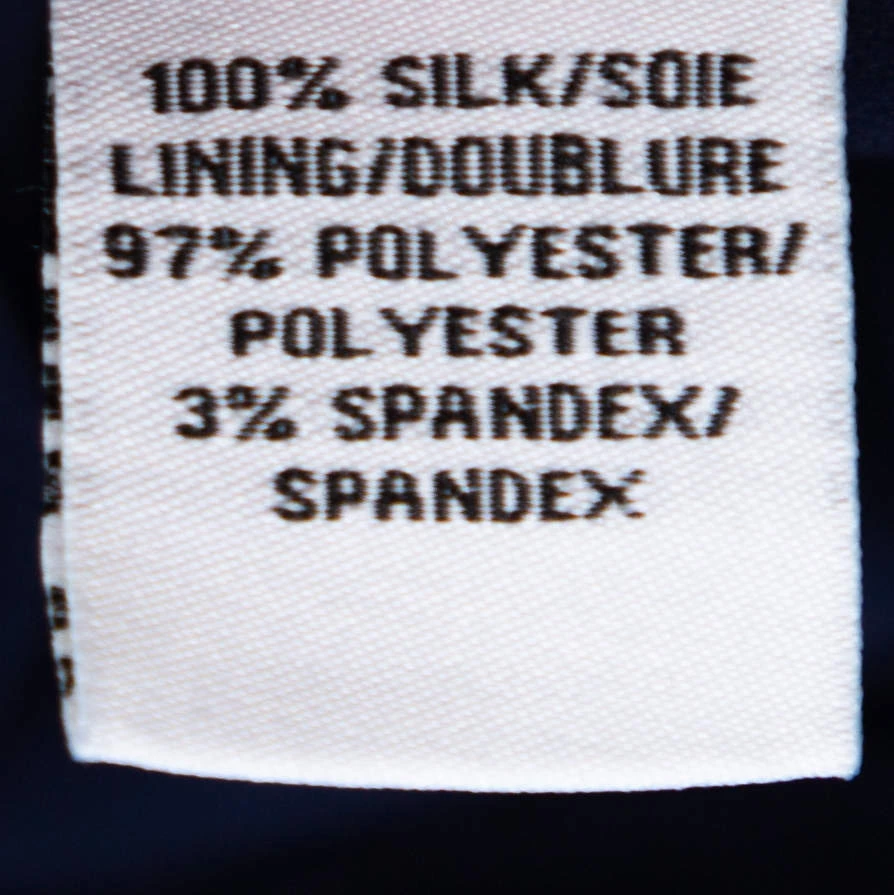 100% SILK/SOIE
LINING/DOUBLURE
97% POLYESTER/
POLYESTER
3% SPANDEX/
SPANDEX